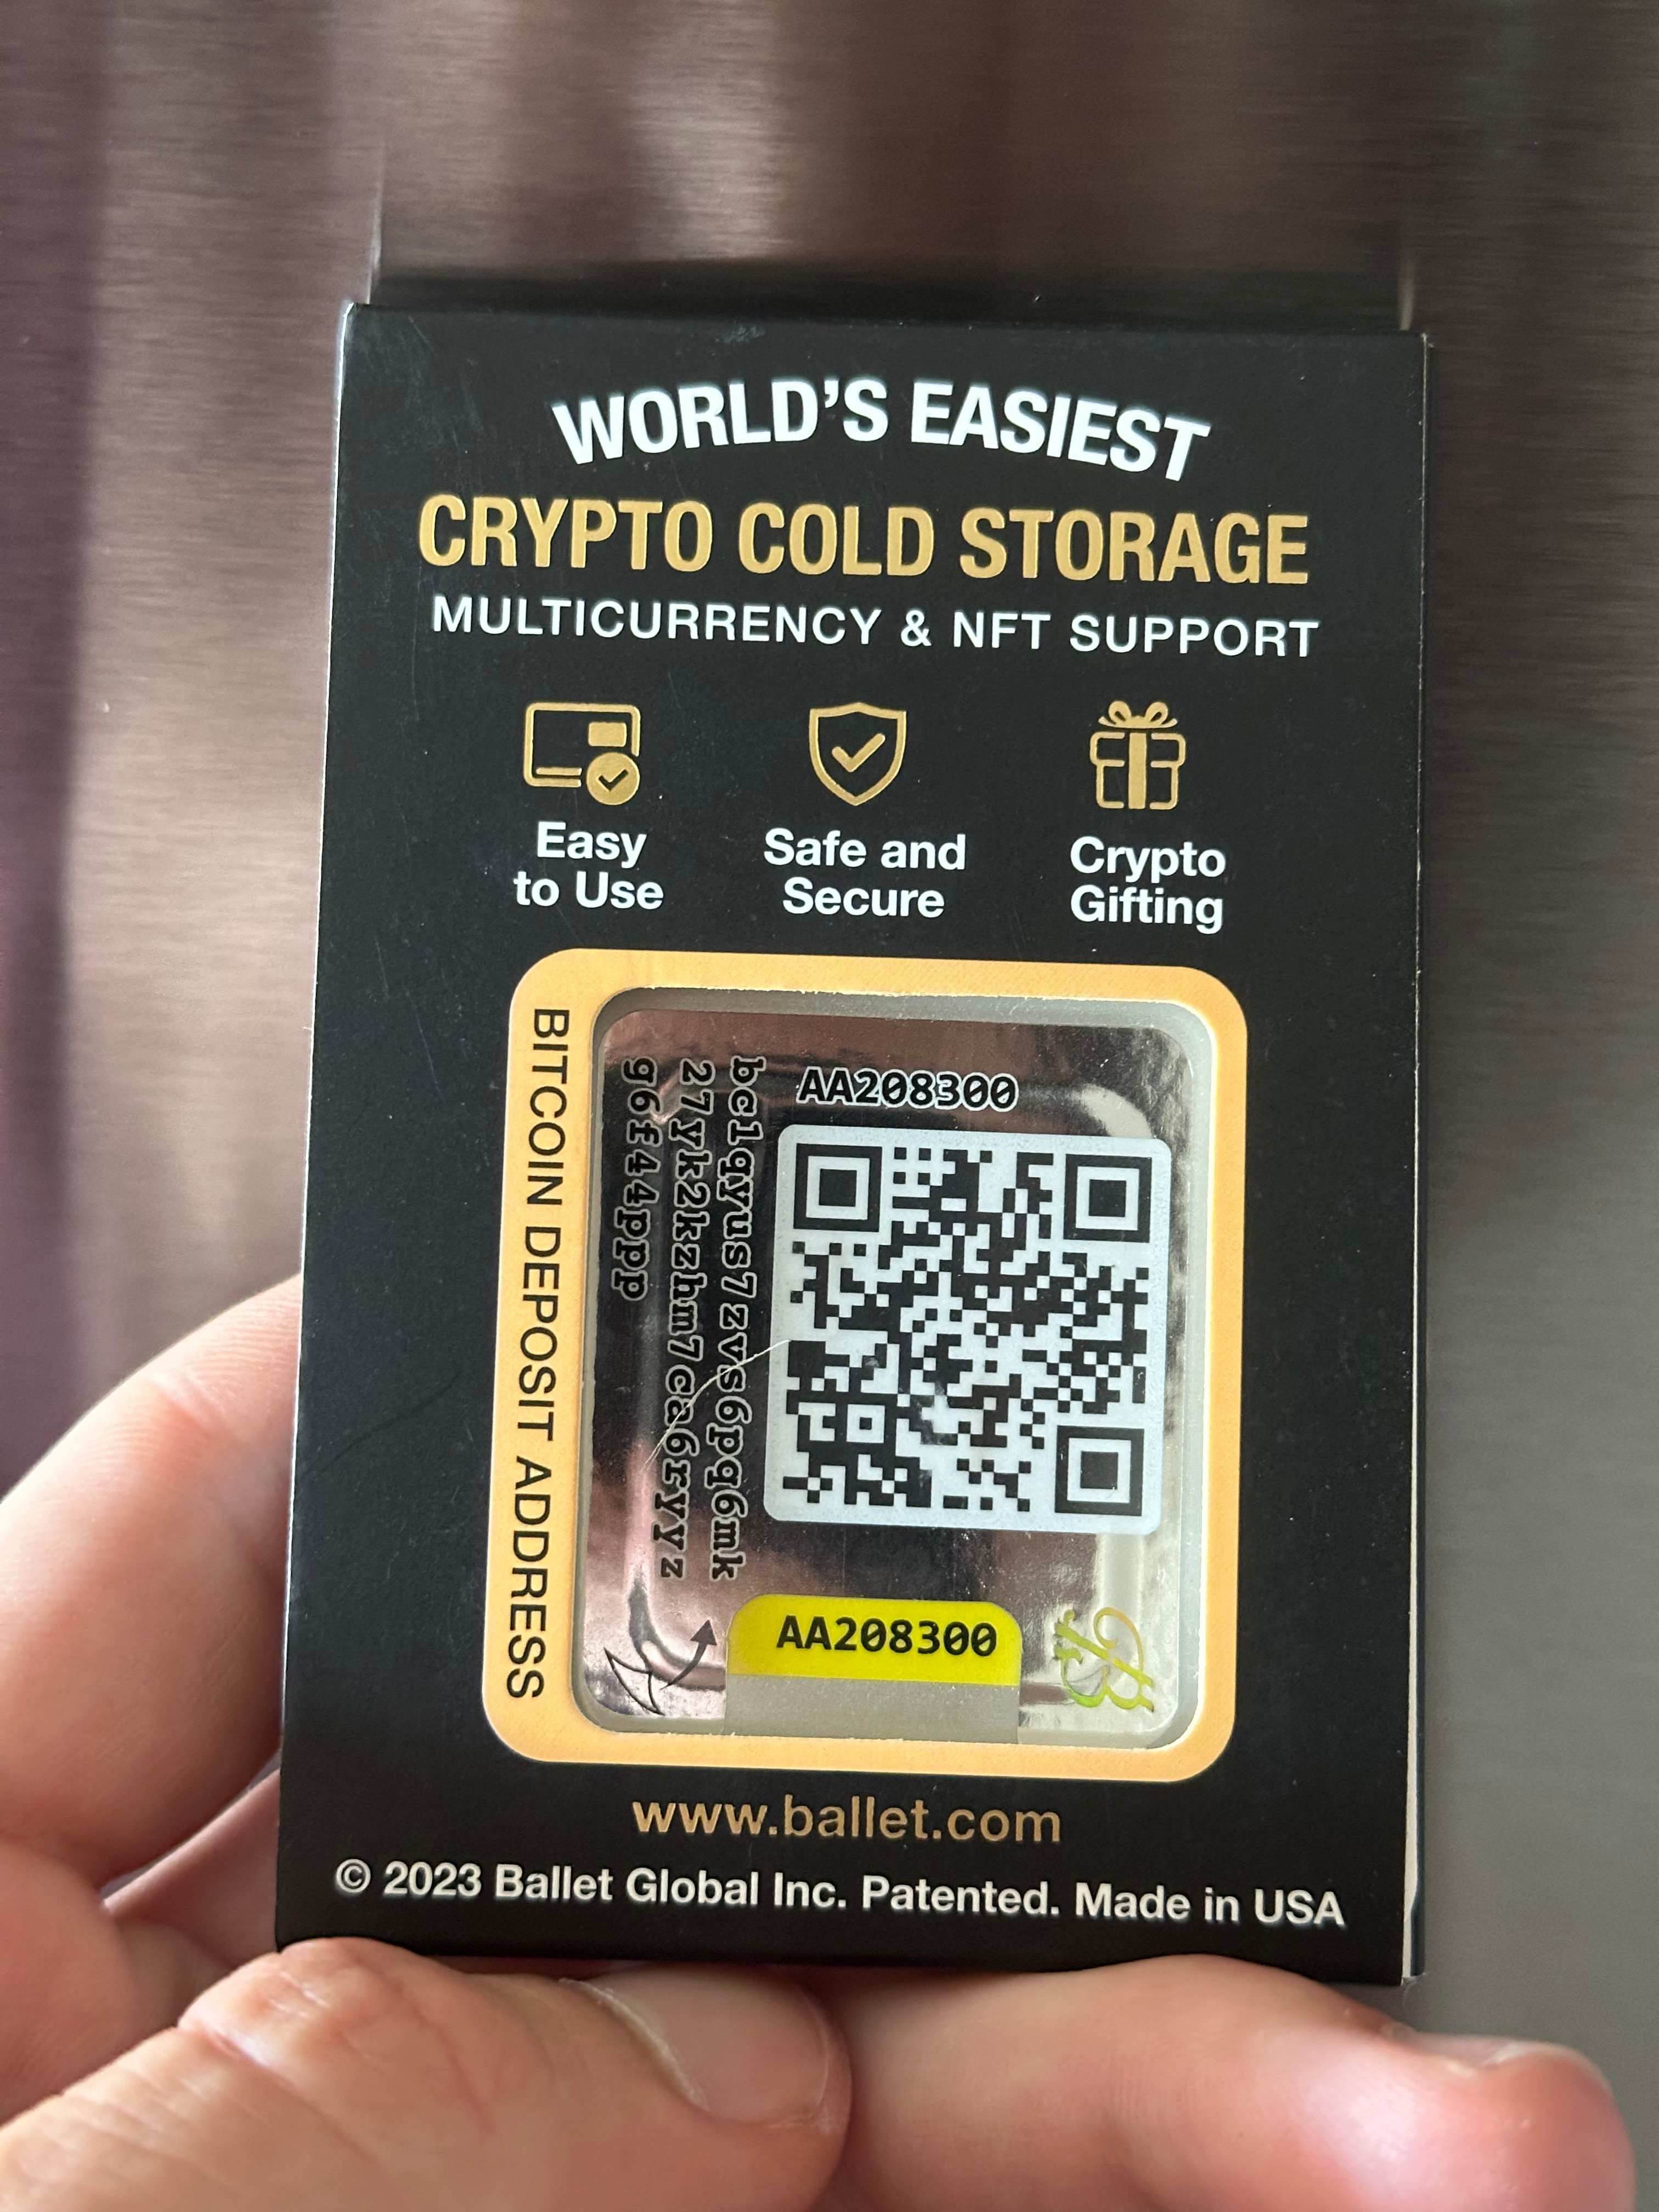 WORLD'S EASIEST
CRYPTO COLD STORAGE
MULTICURRENCY & NFT SUPPORT
Easy
to Use
Safe and
Secure
Crypto
Gifting
BITCOIN DEPOSIT ADDRESS
AA208300
bc1qyus7zvs6pq6mk
27yk2kzhm7ca6ryyz
g6f44ppp
AA208300
B
www.ballet.com
© 2023 Ballet Global Inc. Patented. Made in USA